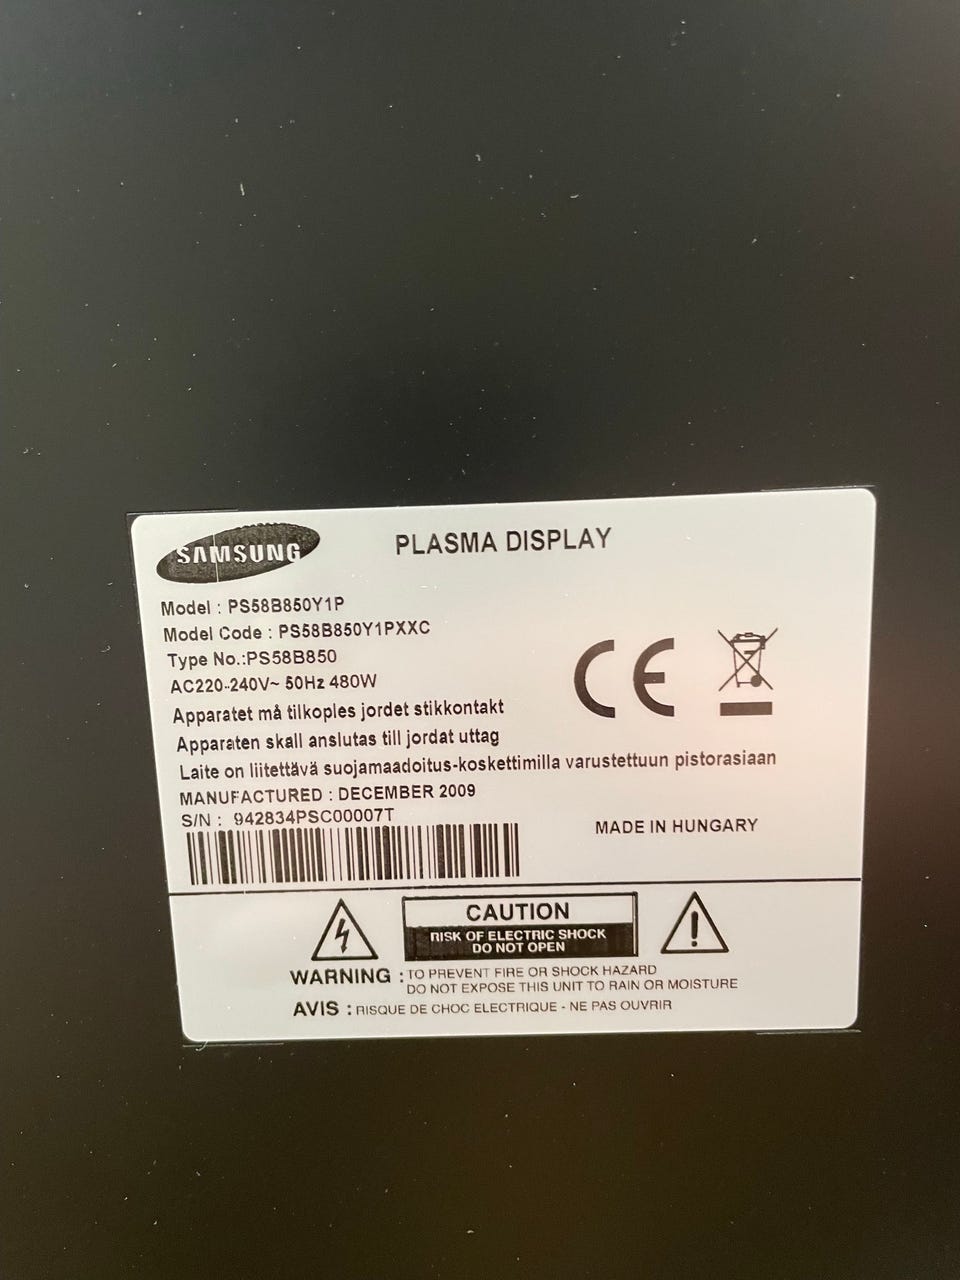 SAMSUNG
PLASMA DISPLAY
Model : PS58B850Y1P
Model Code : PS58B850Y1PXXC
Type No.:PS58B850
AC220-240V~ 50Hz 480W
Apparatet må tilkoples jordet stikkontakt
Apparaten skall anslutas till jordat uttag
Laite on liitettävä suojamaadoitus-koskettimilla varustettuun pistorasiaan
MANUFACTURED : DECEMBER 2009
S/N : 942834PSC00007T
MADE IN HUNGARY
CE
CAUTION
RISK OF ELECTRIC SHOCK
DO NOT OPEN
WARNING : TO PREVENT FIRE OR SHOCK HAZARD
DO NOT EXPOSE THIS UNIT TO RAIN OR MOISTURE
AVIS : RISQUE DE CHOC ELECTRIQUE - NE PAS OUVRIR